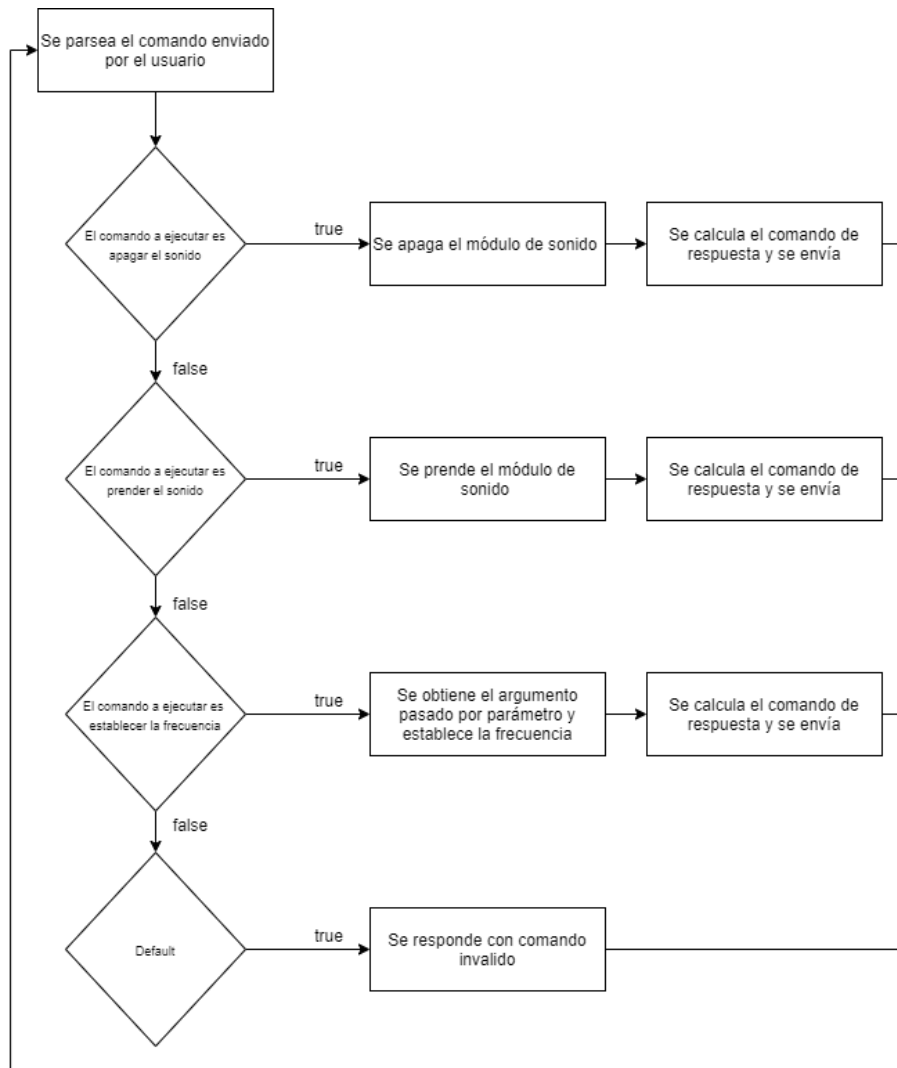 Se parsea el comando enviado
por el usuario
El comando a ejecutar es
apagar el sonido
true
Se apaga el módulo de sonido
Se calcula el comando de
respuesta y se envía
false
El comando a ejecutar es
prender el sonido
true
Se prende el módulo de
sonido
Se calcula el comando de
respuesta y se envía
false
El comando a ejecutar es
establecer la frecuencia
true
Se obtiene el argumento
pasado por parámetro y
establece la frecuencia
Se calcula el comando de
respuesta y se envía
false
Default
true
Se responde con comando
invalido